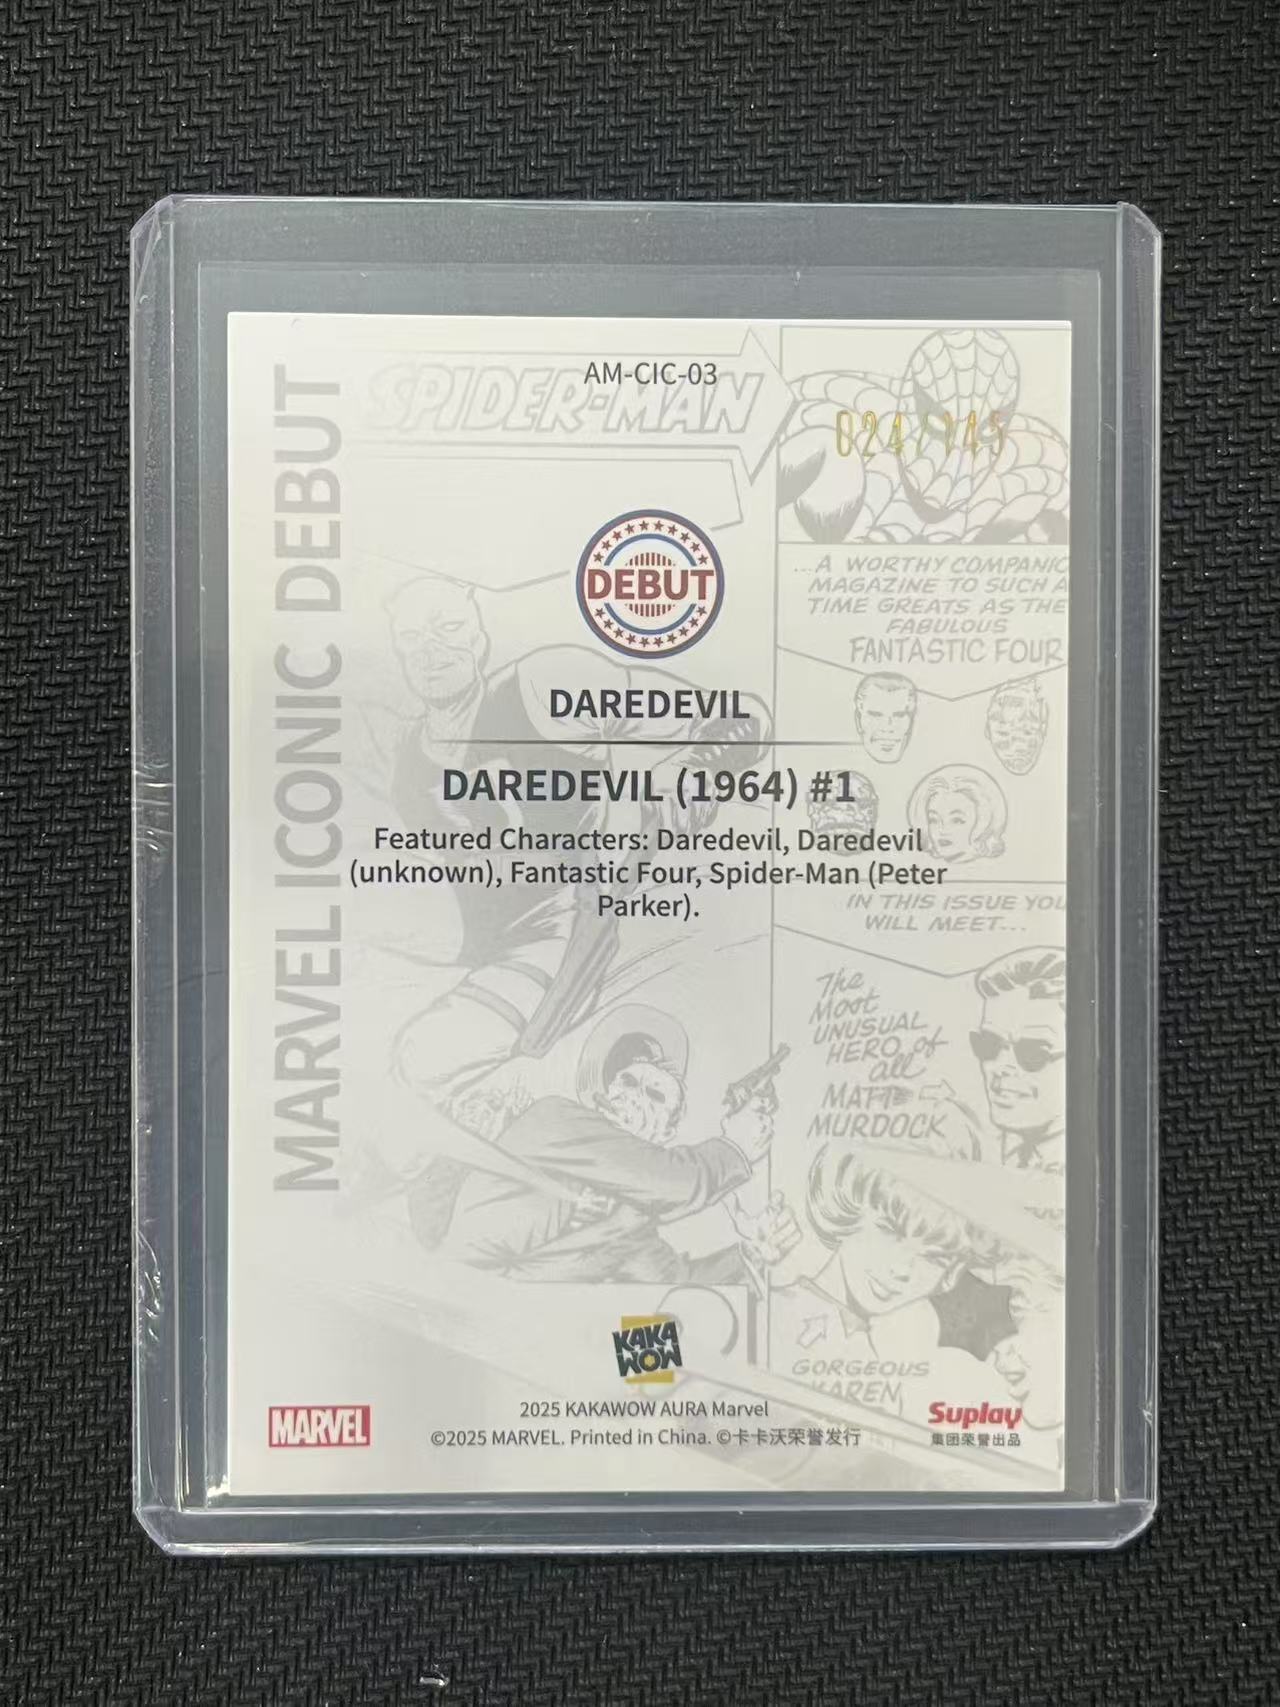 AM-CIC-03
SPIDER-MAN
024/145
MARVEL ICONIC DEBUT
DEBUT
...A WORTHY COMPANIO
MAGAZINE TO SUCH A
TIME GREATS AS THE
FABULOUS
FANTASTIC FOUR
DAREDEVIL
DAREDEVIL (1964) #1
Featured Characters: Daredevil, Daredevil
(unknown), Fantastic Four, Spider-Man (Peter
Parker).
IN THIS ISSUE YOU
WILL MEET...
The
Most
UNUSUAL
HERO of
all
MATT
MURDOCK
GORGEOUS
KAREN
KAKA
WOW
MARVEL
2025 KAKAWOW AURA Marvel
©2025 MARVEL. Printed in China. ©卡卡沃荣誉发行
Suplay
集团荣誉出品